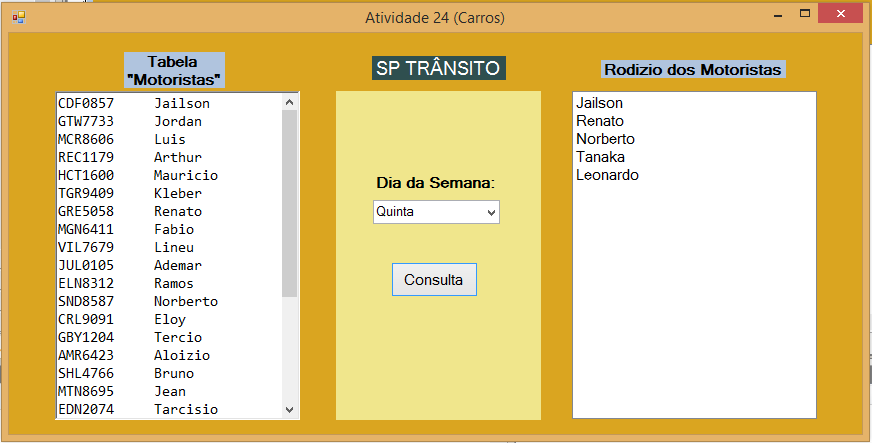 Atividade 24 (Carros)
Tabela
"Motoristas"
CDF0857 Jailson
GTW7733 Jordan
MCR8606 Luis
REC1179 Arthur
HCT1600 Mauricio
TGR9409 Kleber
GRE5058 Renato
MGN6411 Fabio
VIL7679 Lineu
JUL0105 Ademar
ELN8312 Ramos
SND8587 Norberto
CRL9091 Eloy
GBY1204 Tercio
AMR6423 Aloizio
SHL4766 Bruno
MTN8695 Jean
EDN2074 Tarcisio
SP TRÂNSITO
Dia da Semana:
Quinta
Consulta
Rodizio dos Motoristas
Jailson
Renato
Norberto
Tanaka
Leonardo